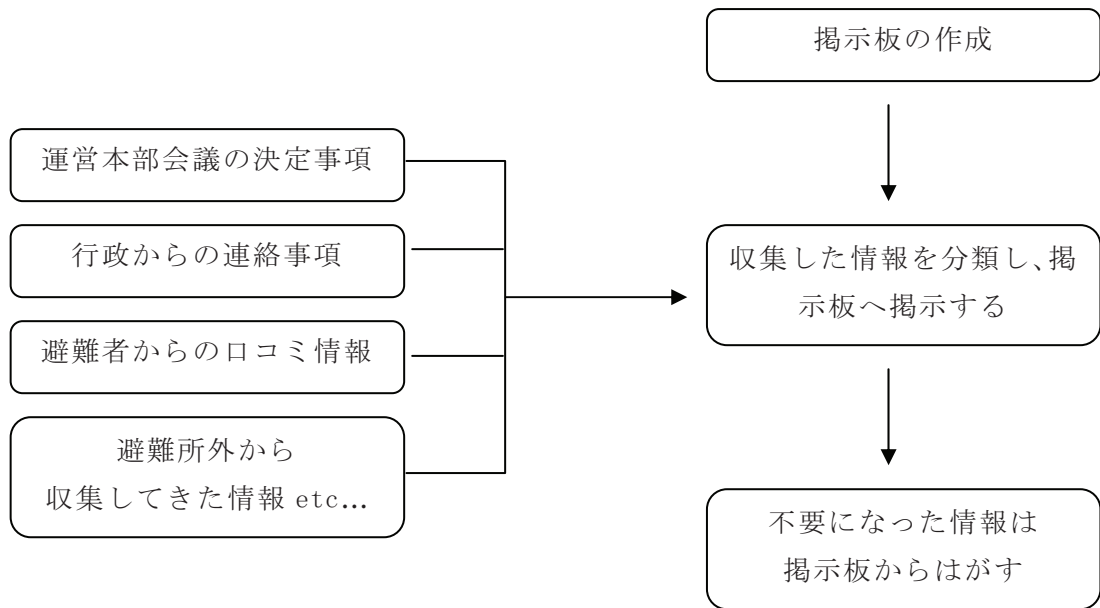 掲示板の作成
運営本部会議の決定事項
行政からの連絡事項
避難者からの口コミ情報
避難所外から
収集してきた情報 etc…
収集した情報を分類し、掲
示板へ掲示する
不要になった情報は
掲示板からはがす